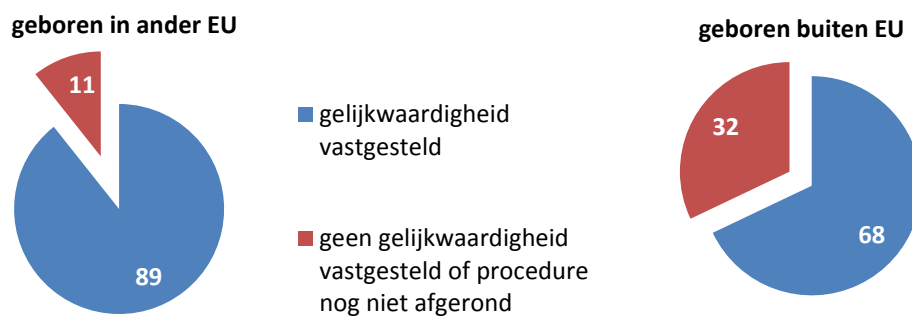 geboren in ander EU
11
89
gelijkwaardigheid
vastgesteld
geen gelijkwaardigheid
vastgesteld of procedure
nog niet afgerond
geboren buiten EU
32
68